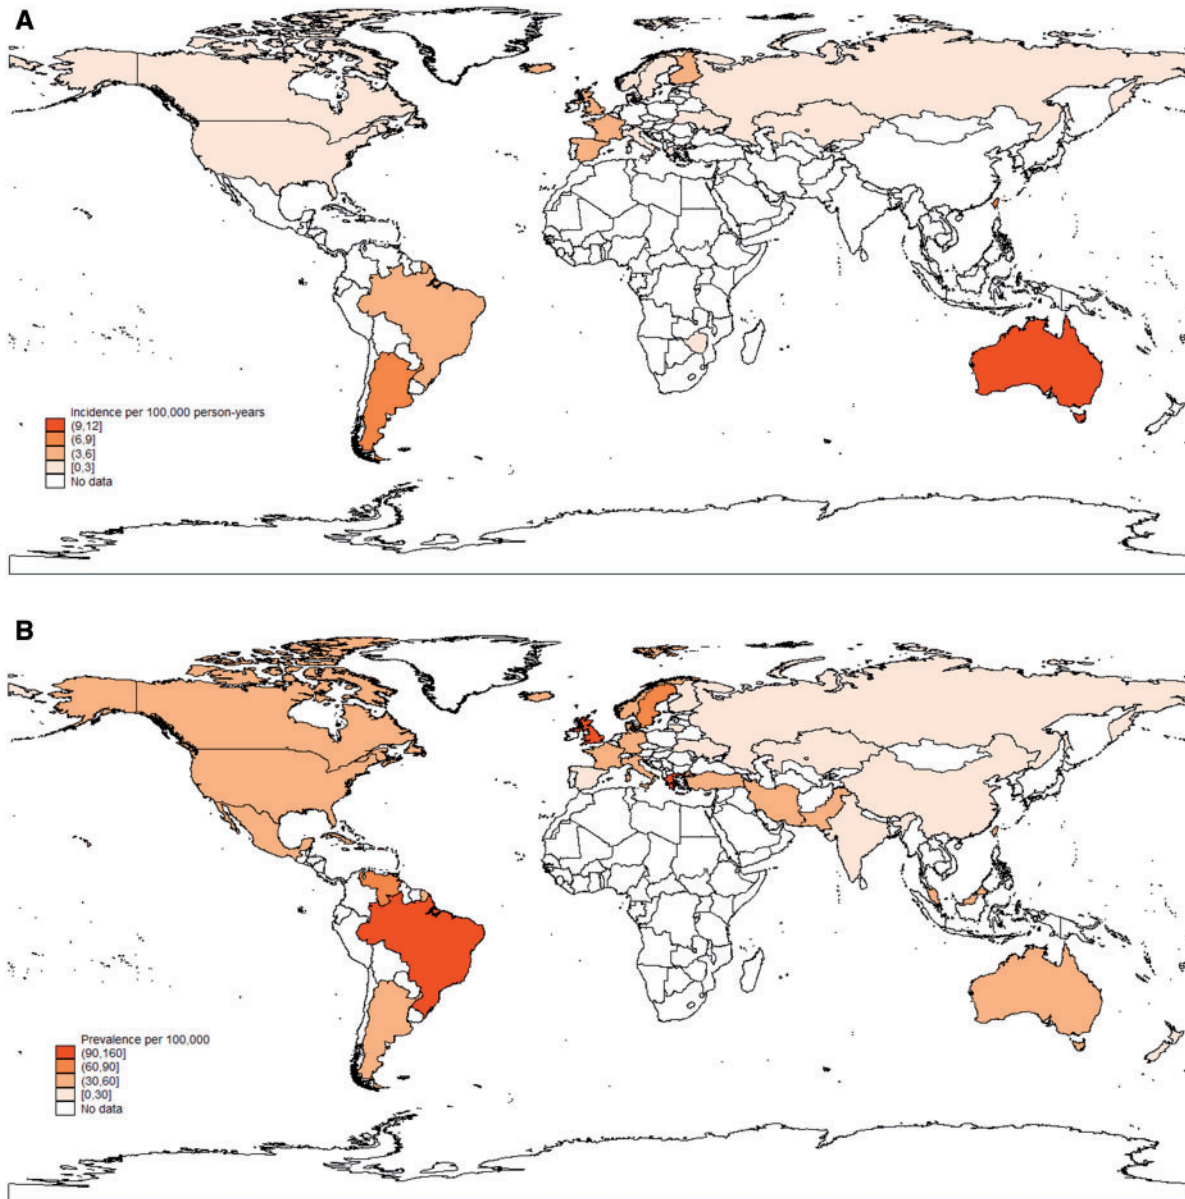 A
Incidence per 100,000 person-years
(9,12]
(6,9]
(3,6]
[0,3]
No data
B
Prevalence per 100,000
(90,160]
(60,90]
(30,60]
[0,30]
No data